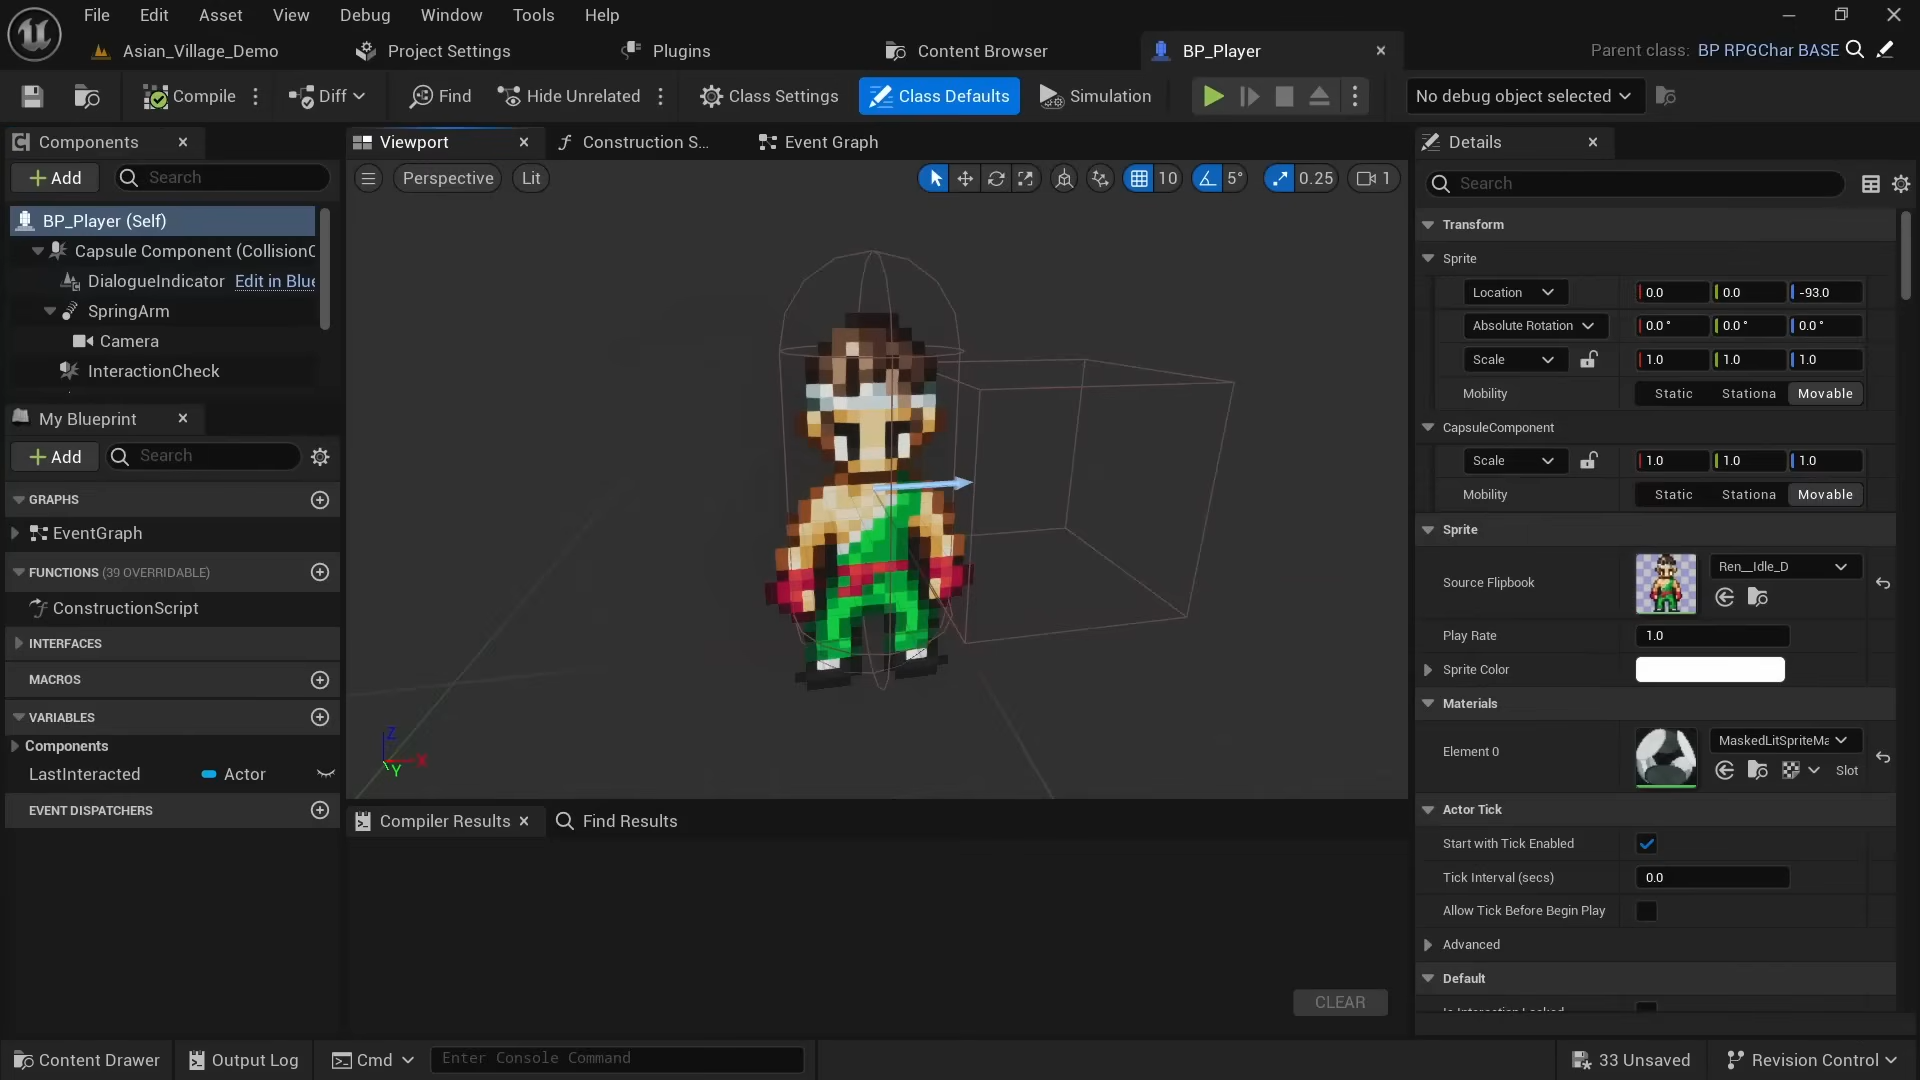 File Edit Asset View Debug Window Tools Help
Asian_Village_Demo Project Settings Plugins Content Browser BP_Player Parent class: BP RPGChar BASE
Compile Diff Find Hide Unrelated Class Settings Class Defaults Simulation No debug object selected
Components Viewport Construction S... Event Graph Details
Add Search
Perspective Lit 10 5° 0.25 1
Search
BP_Player (Self)
Capsule Component (CollisionC
DialogueIndicator Edit in Blue
SpringArm
Camera
InteractionCheck
My Blueprint
Add Search
GRAPHS
EventGraph
FUNCTIONS (39 OVERRIDABLE)
ConstructionScript
INTERFACES
MACROS
VARIABLES
Components
LastInteracted Actor
EVENT DISPATCHERS
Z
X
Y
Compiler Results Find Results
CLEAR
Transform
Sprite
Location 0.0 0.0 -93.0
Absolute Rotation 0.0 ° 0.0 ° 0.0 °
Scale 1.0 1.0 1.0
Mobility Static Stationa Movable
CapsuleComponent
Scale 1.0 1.0 1.0
Mobility Static Stationa Movable
Sprite
Source Flipbook Ren__Idle_D
Play Rate 1.0
Sprite Color
Materials
Element 0 MaskedLitSpriteMa
Slot
Actor Tick
Start with Tick Enabled
Tick Interval (secs) 0.0
Allow Tick Before Begin Play
Advanced
Default
Content Drawer Output Log Cmd Enter Console Command 33 Unsaved Revision Control